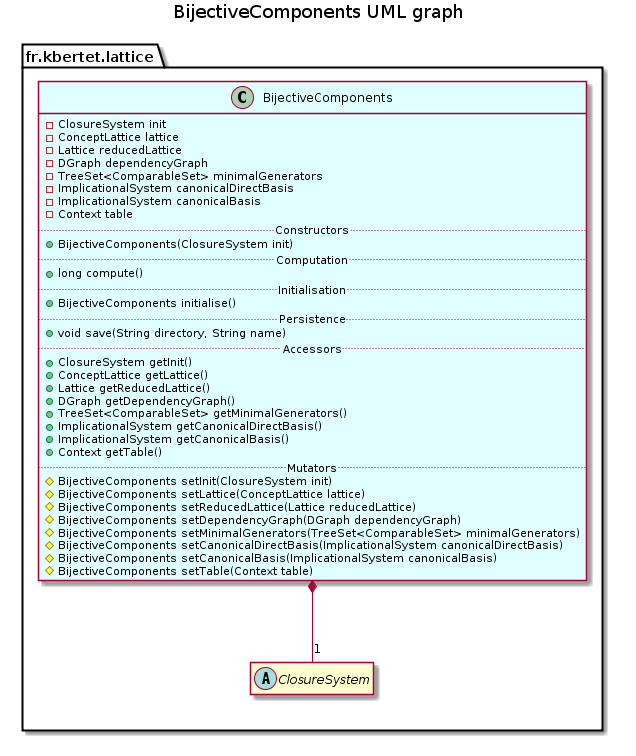 BijectiveComponents UML graph
fr.kbertet.lattice
C BijectiveComponents
ClosureSystem init
ConceptLattice lattice
Lattice reducedLattice
DGraph dependencyGraph
TreeSet<ComparableSet> minimalGenerators
ImplicationalSystem canonicalDirectBasis
ImplicationalSystem canonicalBasis
Context table
Constructors
BijectiveComponents(ClosureSystem init)
Computation
long compute()
Initialisation
BijectiveComponents initialise()
Persistence
void save(String directory, String name)
Accessors
ClosureSystem getInit()
ConceptLattice getLattice()
Lattice getReducedLattice()
DGraph getDependencyGraph()
TreeSet<ComparableSet> getMinimalGenerators()
ImplicationalSystem getCanonicalDirectBasis()
ImplicationalSystem getCanonicalBasis()
Context getTable()
Mutators
BijectiveComponents setInit(ClosureSystem init)
BijectiveComponents setLattice(ConceptLattice lattice)
BijectiveComponents setReducedLattice(Lattice reducedLattice)
BijectiveComponents setDependencyGraph(DGraph dependencyGraph)
BijectiveComponents setMinimalGenerators(TreeSet<ComparableSet> minimalGenerators)
BijectiveComponents setCanonicalDirectBasis(ImplicationalSystem canonicalDirectBasis)
BijectiveComponents setCanonicalBasis(ImplicationalSystem canonicalBasis)
BijectiveComponents setTable(Context table)
1
A ClosureSystem